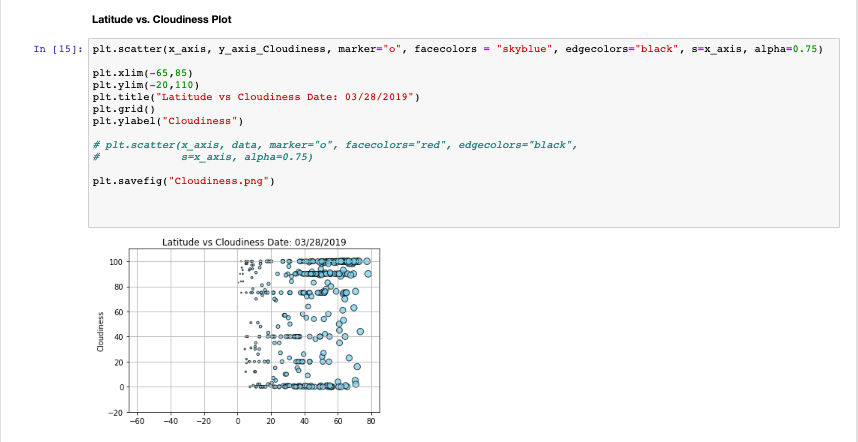 Latitude vs. Cloudiness Plot
In [15]: plt.scatter(x_axis, y_axis_Cloudiness, marker="o", facecolors = "skyblue", edgecolors="black", s=x_axis, alpha=0.75)
plt.xlim(-65,85)
plt.ylim(-20,110)
plt.title("Latitude vs Cloudiness Date: 03/28/2019")
plt.grid()
plt.ylabel("Cloudiness")
# plt.scatter(x_axis, data, marker="o", facecolors="red", edgecolors="black",
# s=x_axis, alpha=0.75)
plt.savefig("Cloudiness.png")
Latitude vs Cloudiness Date: 03/28/2019
Cloudiness
100
80
60
40
20
0
−20
−60 −40 −20 0 20 40 60 80